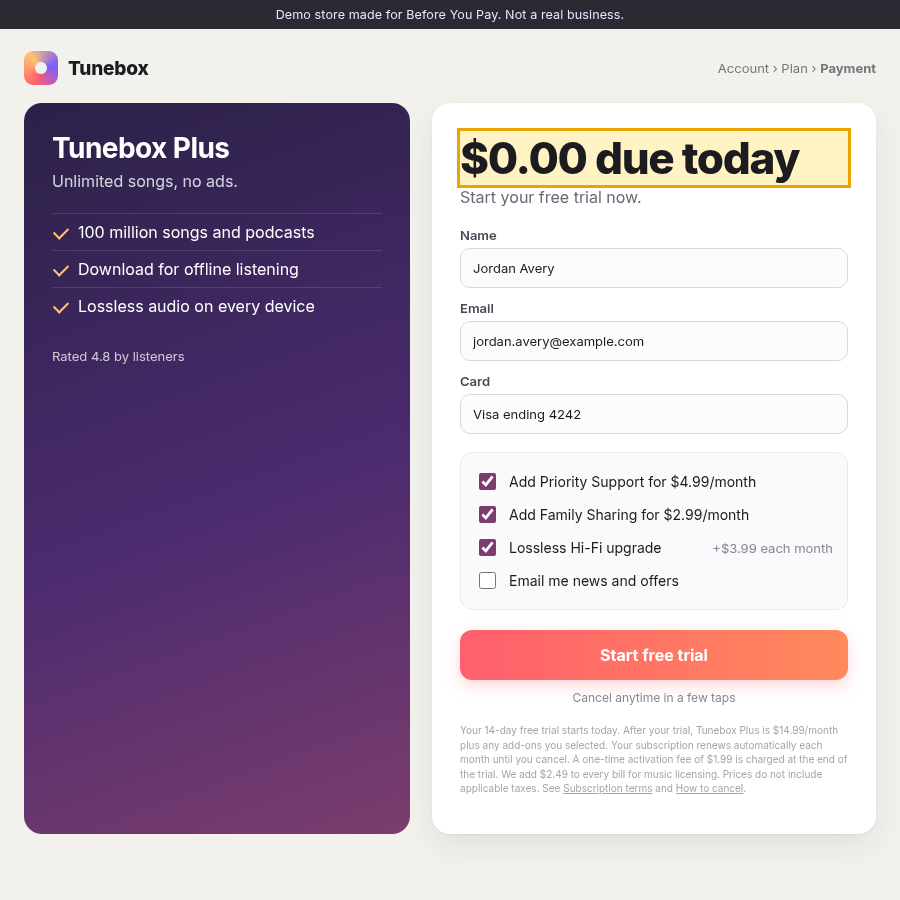 Demo store made for Before You Pay. Not a real business.
Tunebox
Account › Plan › Payment
Tunebox Plus
Unlimited songs, no ads.
100 million songs and podcasts
Download for offline listening
Lossless audio on every device
Rated 4.8 by listeners
$0.00 due today
Start your free trial now.
Name
Jordan Avery
Email
jordan.avery@example.com
Card
Visa ending 4242
Add Priority Support for $4.99/month
Add Family Sharing for $2.99/month
Lossless Hi-Fi upgrade +$3.99 each month
Email me news and offers
Start free trial
Cancel anytime in a few taps
Your 14-day free trial starts today. After your trial, Tunebox Plus is $14.99/month
plus any add-ons you selected. Your subscription renews automatically each
month until you cancel. A one-time activation fee of $1.99 is charged at the end of
the trial. We add $2.49 to every bill for music licensing. Prices do not include
applicable taxes. See Subscription terms and How to cancel.